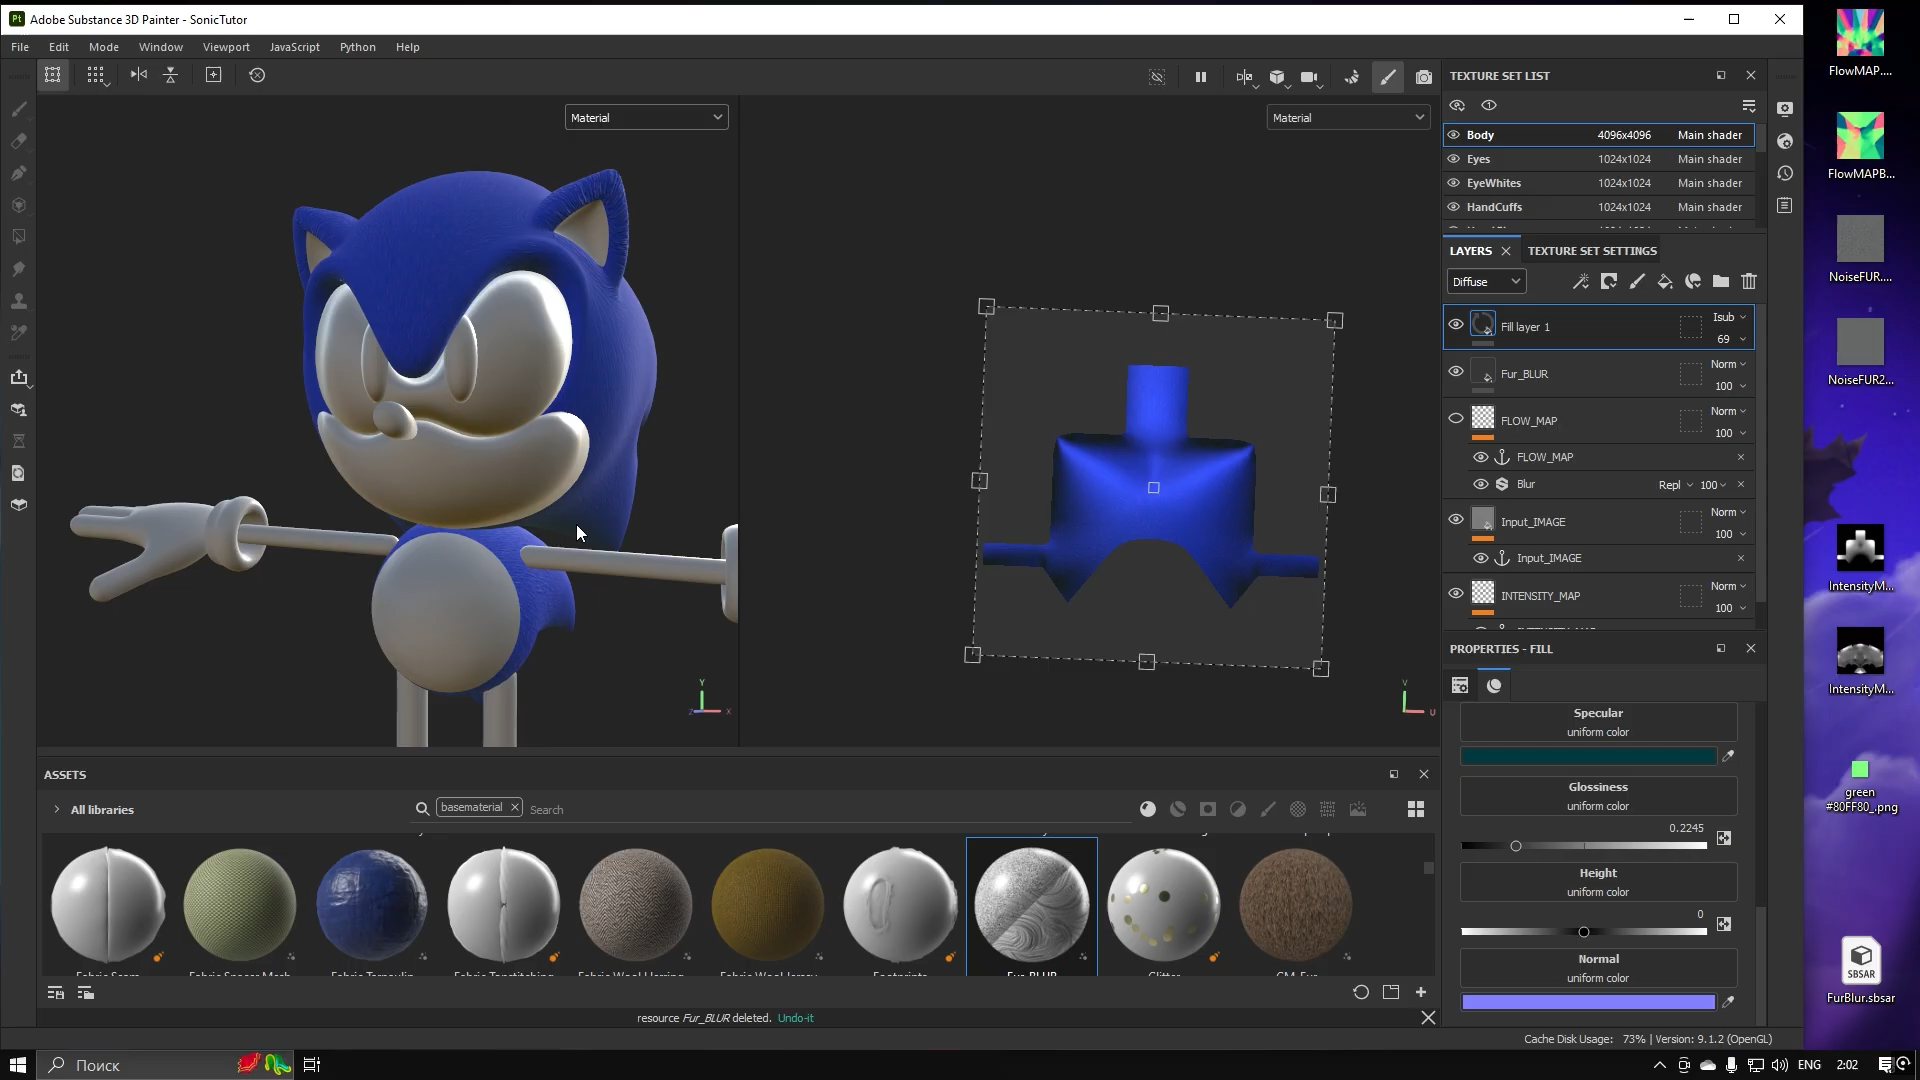 Pt Adobe Substance 3D Painter - SonicTutor
File Edit Mode Window Viewport JavaScript Python Help
Material
Material
Y
X
Z
V
U
TEXTURE SET LIST
Body 4096x4096 Main shader
Eyes 1024x1024 Main shader
EyeWhites 1024x1024 Main shader
HandCuffs 1024x1024 Main shader
LAYERS TEXTURE SET SETTINGS
Diffuse
Fill layer 1 Isub
69
Fur_BLUR Norm
100
FLOW_MAP Norm
100
FLOW_MAP
Blur Repl 100
Input_IMAGE Norm
100
Input_IMAGE
INTENSITY_MAP Norm
100
PROPERTIES - FILL
Specular
uniform color
Glossiness
uniform color
0.2245
Height
uniform color
0
Normal
uniform color
ASSETS
All libraries
basematerial
Search
Fur_BLUR
Glitter
resource Fur_BLUR deleted. Undo-it
Cache Disk Usage: 73% | Version: 9.1.2 (OpenGL)
FlowMAP....
FlowMAPB...
NoiseFUR....
NoiseFUR2...
IntensityM...
IntensityM...
green
#80FF80_.png
SBSAR
FurBlur.sbsar
Поиск
ENG
2:02